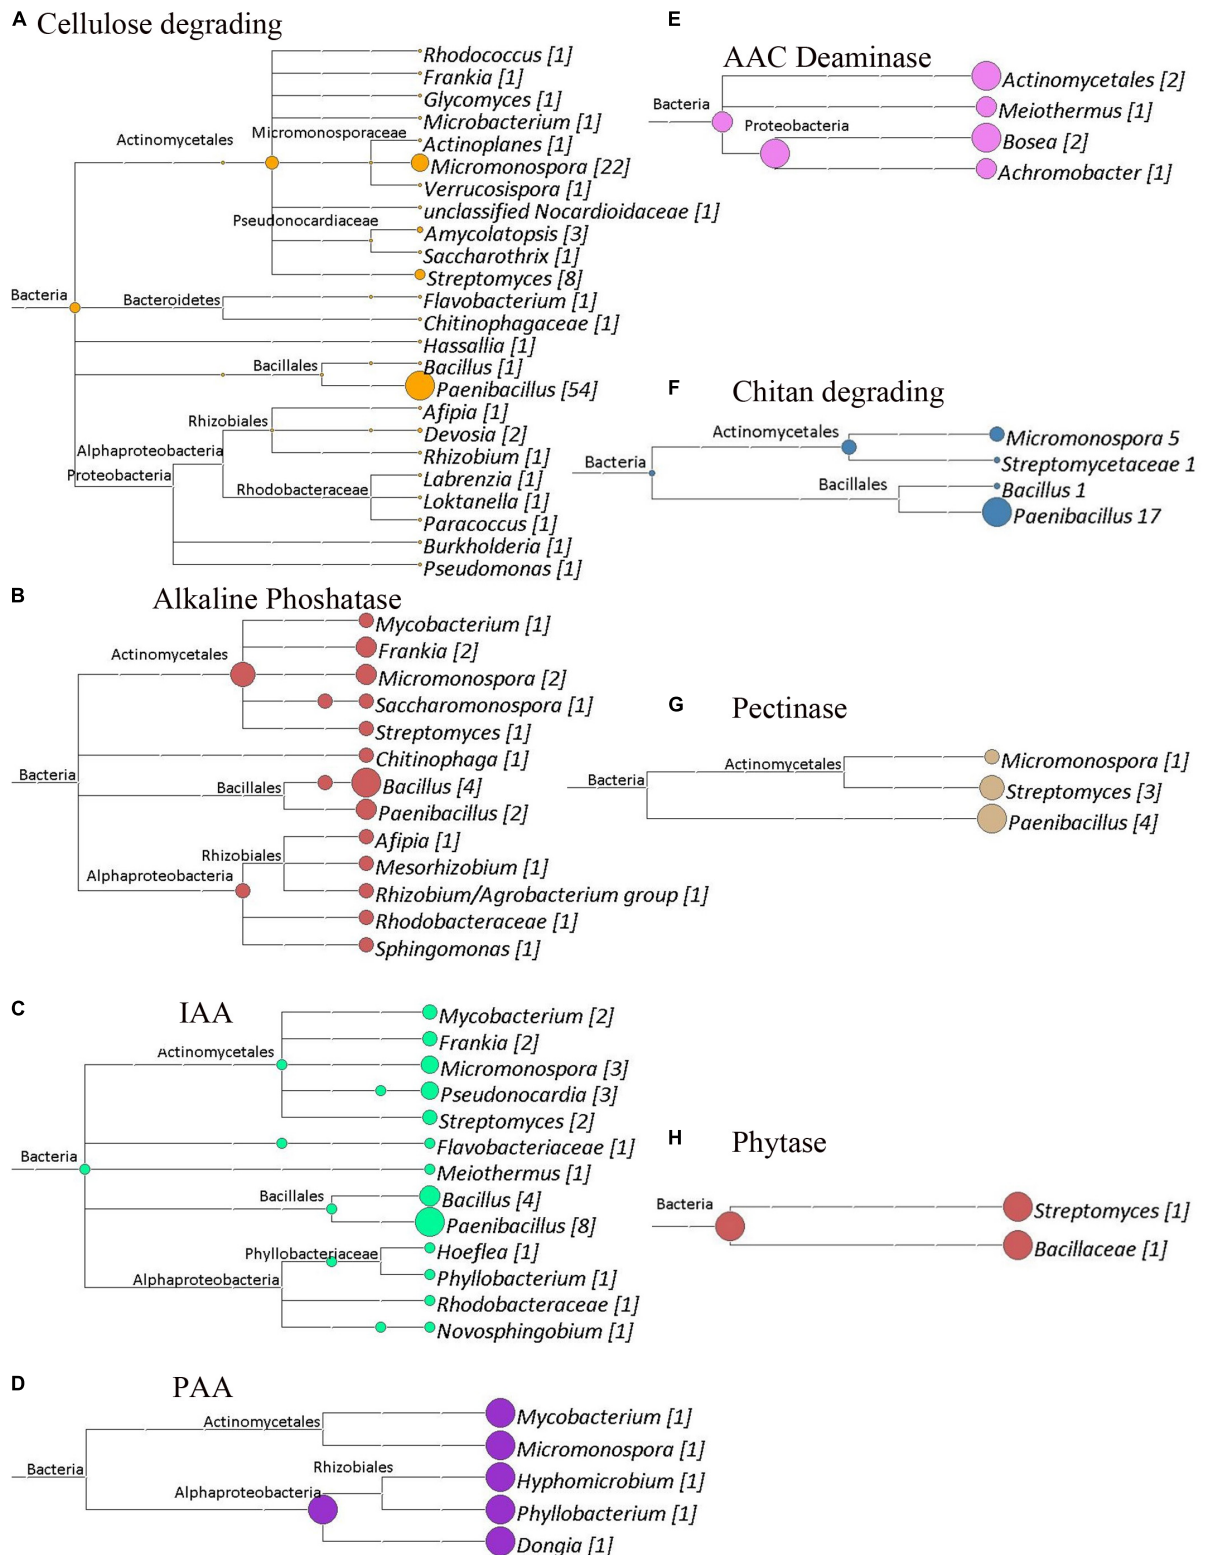 A Cellulose degrading
Rhodococcus [1]
Frankia [1]
Glycomyces [1]
Microbacterium [1]
Actinomycetales
Micromonosporaceae
Actinoplanes [1]
Micromonospora [22]
Verrucosispora [1]
unclassified Nocardioidaceae [1]
Pseudonocardiaceae
Amycolatopsis [3]
Saccharothrix [1]
Streptomyces [8]
Bacteria
Bacteroidetes
Flavobacterium [1]
Chitinophagaceae [1]
Hassallia [1]
Bacillales
Bacillus [1]
Paenibacillus [54]
Afipia [1]
Rhizobiales
Devosia [2]
Alphaproteobacteria
Rhizobium [1]
Proteobacteria
Labrenzia [1]
Rhodobacteraceae
Loktanella [1]
Paracoccus [1]
Burkholderia [1]
Pseudomonas [1]
B
Alkaline Phoshatase
Mycobacterium [1]
Actinomycetales
Frankia [2]
Micromonospora [2]
Saccharomonospora [1]
Streptomyces [1]
Chitinophaga [1]
Bacteria
Bacillales
Bacillus [4]
Paenibacillus [2]
Afipia [1]
Rhizobiales
Mesorhizobium [1]
Alphaproteobacteria
Rhizobium/Agrobacterium group [1]
Rhodobacteraceae [1]
Sphingomonas [1]
C
IAA
Mycobacterium [2]
Frankia [2]
Actinomycetales
Micromonospora [3]
Pseudonocardia [3]
Streptomyces [2]
Flavobacteriaceae [1]
Bacteria
Meiothermus [1]
Bacillales
Bacillus [4]
Paenibacillus [8]
Phyllobacteriaceae
Hoeflea [1]
Alphaproteobacteria
Phyllobacterium [1]
Rhodobacteraceae [1]
Novosphingobium [1]
D
PAA
Mycobacterium [1]
Actinomycetales
Micromonospora [1]
Bacteria
Rhizobiales
Hyphomicrobium [1]
Alphaproteobacteria
Phyllobacterium [1]
Dongia [1]
E
AAC Deaminase
Actinomycetales [2]
Bacteria
Meiothermus [1]
Proteobacteria
Bosea [2]
Achromobacter [1]
F
Chitan degrading
Actinomycetales
Micromonospora 5
Bacteria
Streptomycetaceae 1
Bacillales
Bacillus 1
Paenibacillus 17
G
Pectinase
Actinomycetales
Micromonospora [1]
Bacteria
Streptomyces [3]
Paenibacillus [4]
H
Phytase
Bacteria
Streptomyces [1]
Bacillaceae [1]